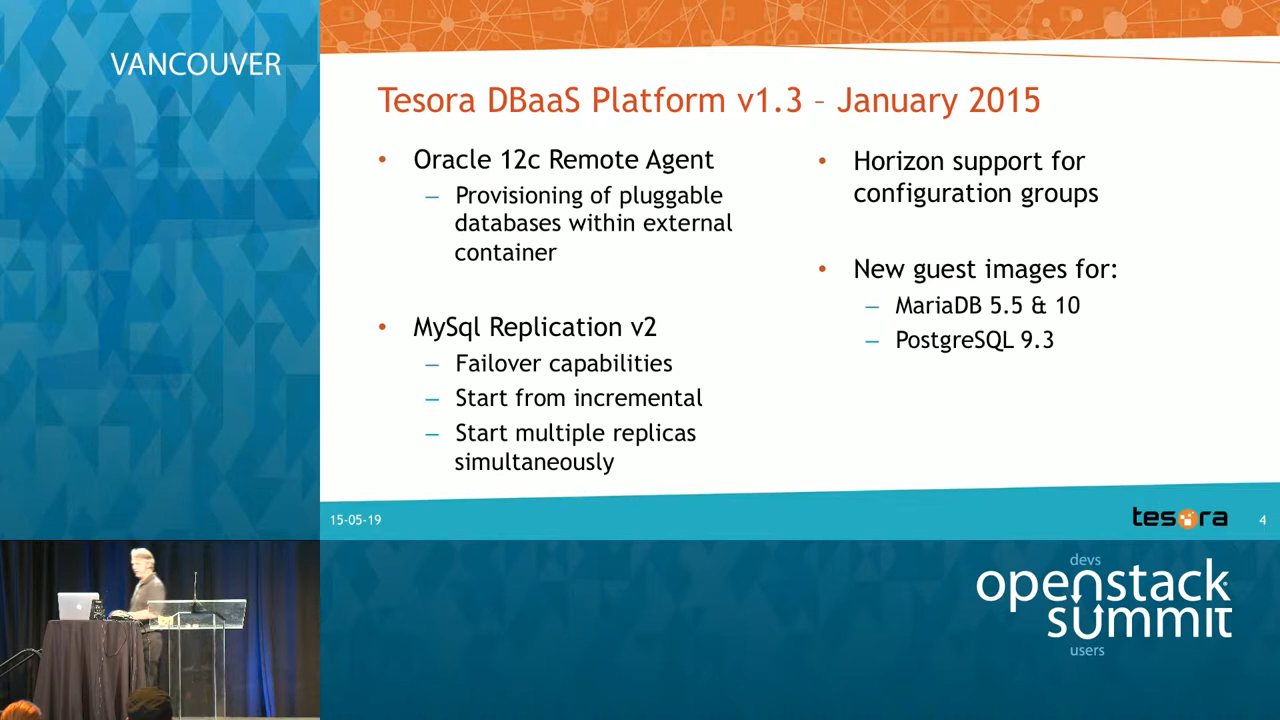 VANCOUVER
Tesora DBaaS Platform v1.3 – January 2015
• Oracle 12c Remote Agent
– Provisioning of pluggable
databases within external
container
• MySql Replication v2
– Failover capabilities
– Start from incremental
– Start multiple replicas
simultaneously
• Horizon support for
configuration groups
• New guest images for:
– MariaDB 5.5 & 10
– PostgreSQL 9.3
15-05-19
tesora
4
devs
openstack
summit
users